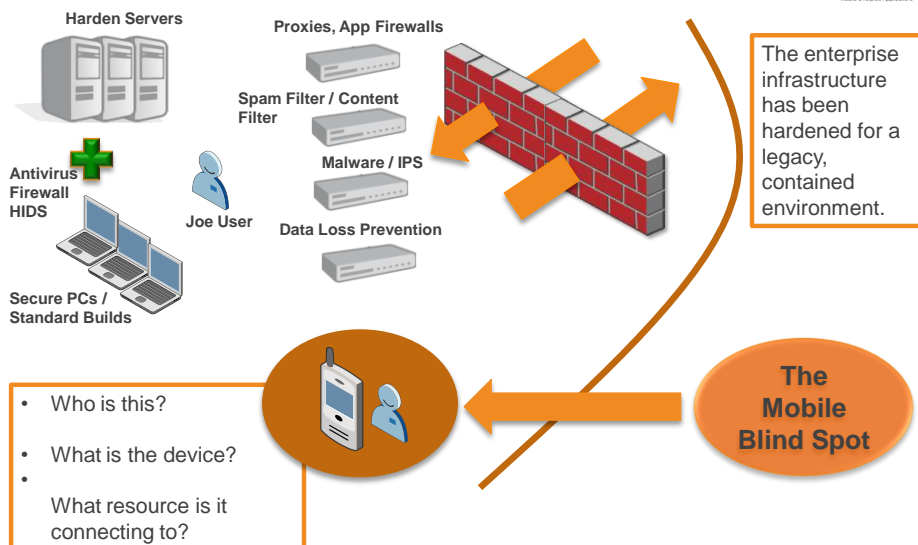 Harden Servers
Proxies, App Firewalls
Spam Filter / Content
Filter
Malware / IPS
Data Loss Prevention
Antivirus
Firewall
HIDS
Joe User
Secure PCs /
Standard Builds
The enterprise
infrastructure
has been
hardened for a
legacy,
contained
environment.
The
Mobile
Blind Spot
• Who is this?
• What is the device?
•
What resource is it
connecting to?